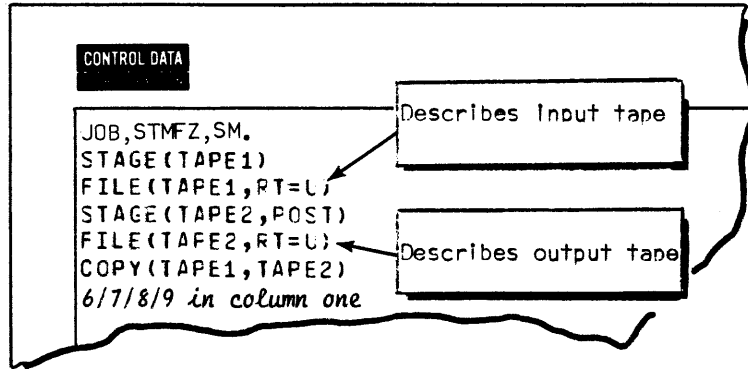 CONTROL DATA
JOB,STMFZ,SM.
STAGE(TAPE1)
FILE(TAPE1,RT=U)
STAGE(TAPE2,POST)
FILE(TAPE2,RT=U)
COPY(TAPE1,TAPE2)
6/7/8/9 in column one
Describes input tape
Describes output tape